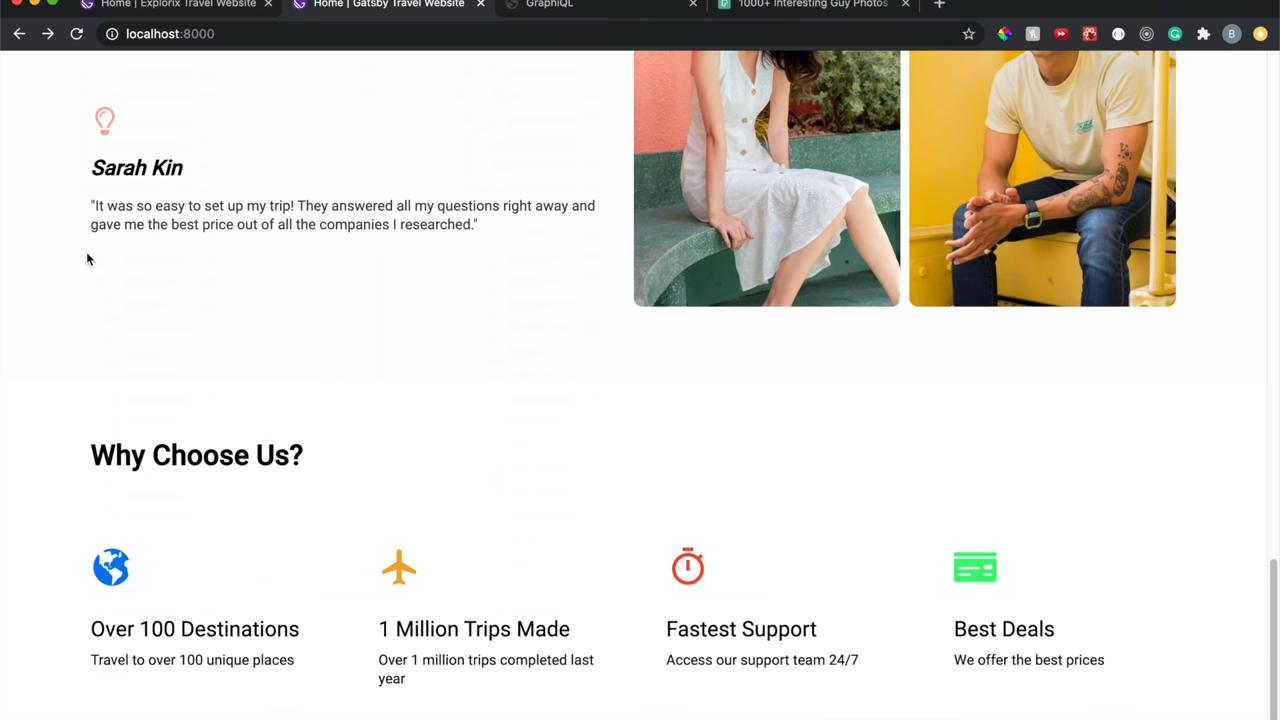 Home | Explorix Travel Website
Home | Gatsby Travel Website
GraphiQL
1000+ Interesting Guy Photos
localhost:8000
B
Sarah Kin
"It was so easy to set up my trip! They answered all my questions right away and
gave me the best price out of all the companies I researched."
Why Choose Us?
Over 100 Destinations
Travel to over 100 unique places
1 Million Trips Made
Over 1 million trips completed last
year
Fastest Support
Access our support team 24/7
Best Deals
We offer the best prices